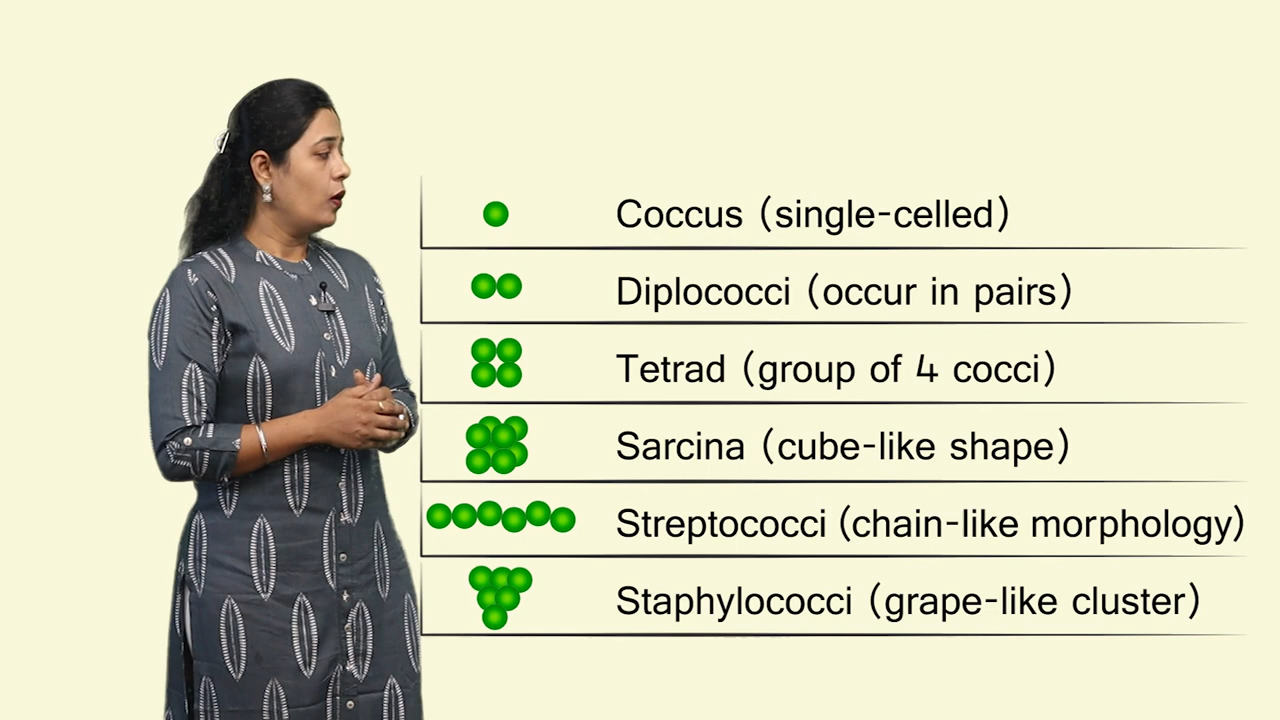 Coccus (single-celled)
Diplococci (occur in pairs)
Tetrad (group of 4 cocci)
Sarcina (cube-like shape)
Streptococci (chain-like morphology)
Staphylococci (grape-like cluster)